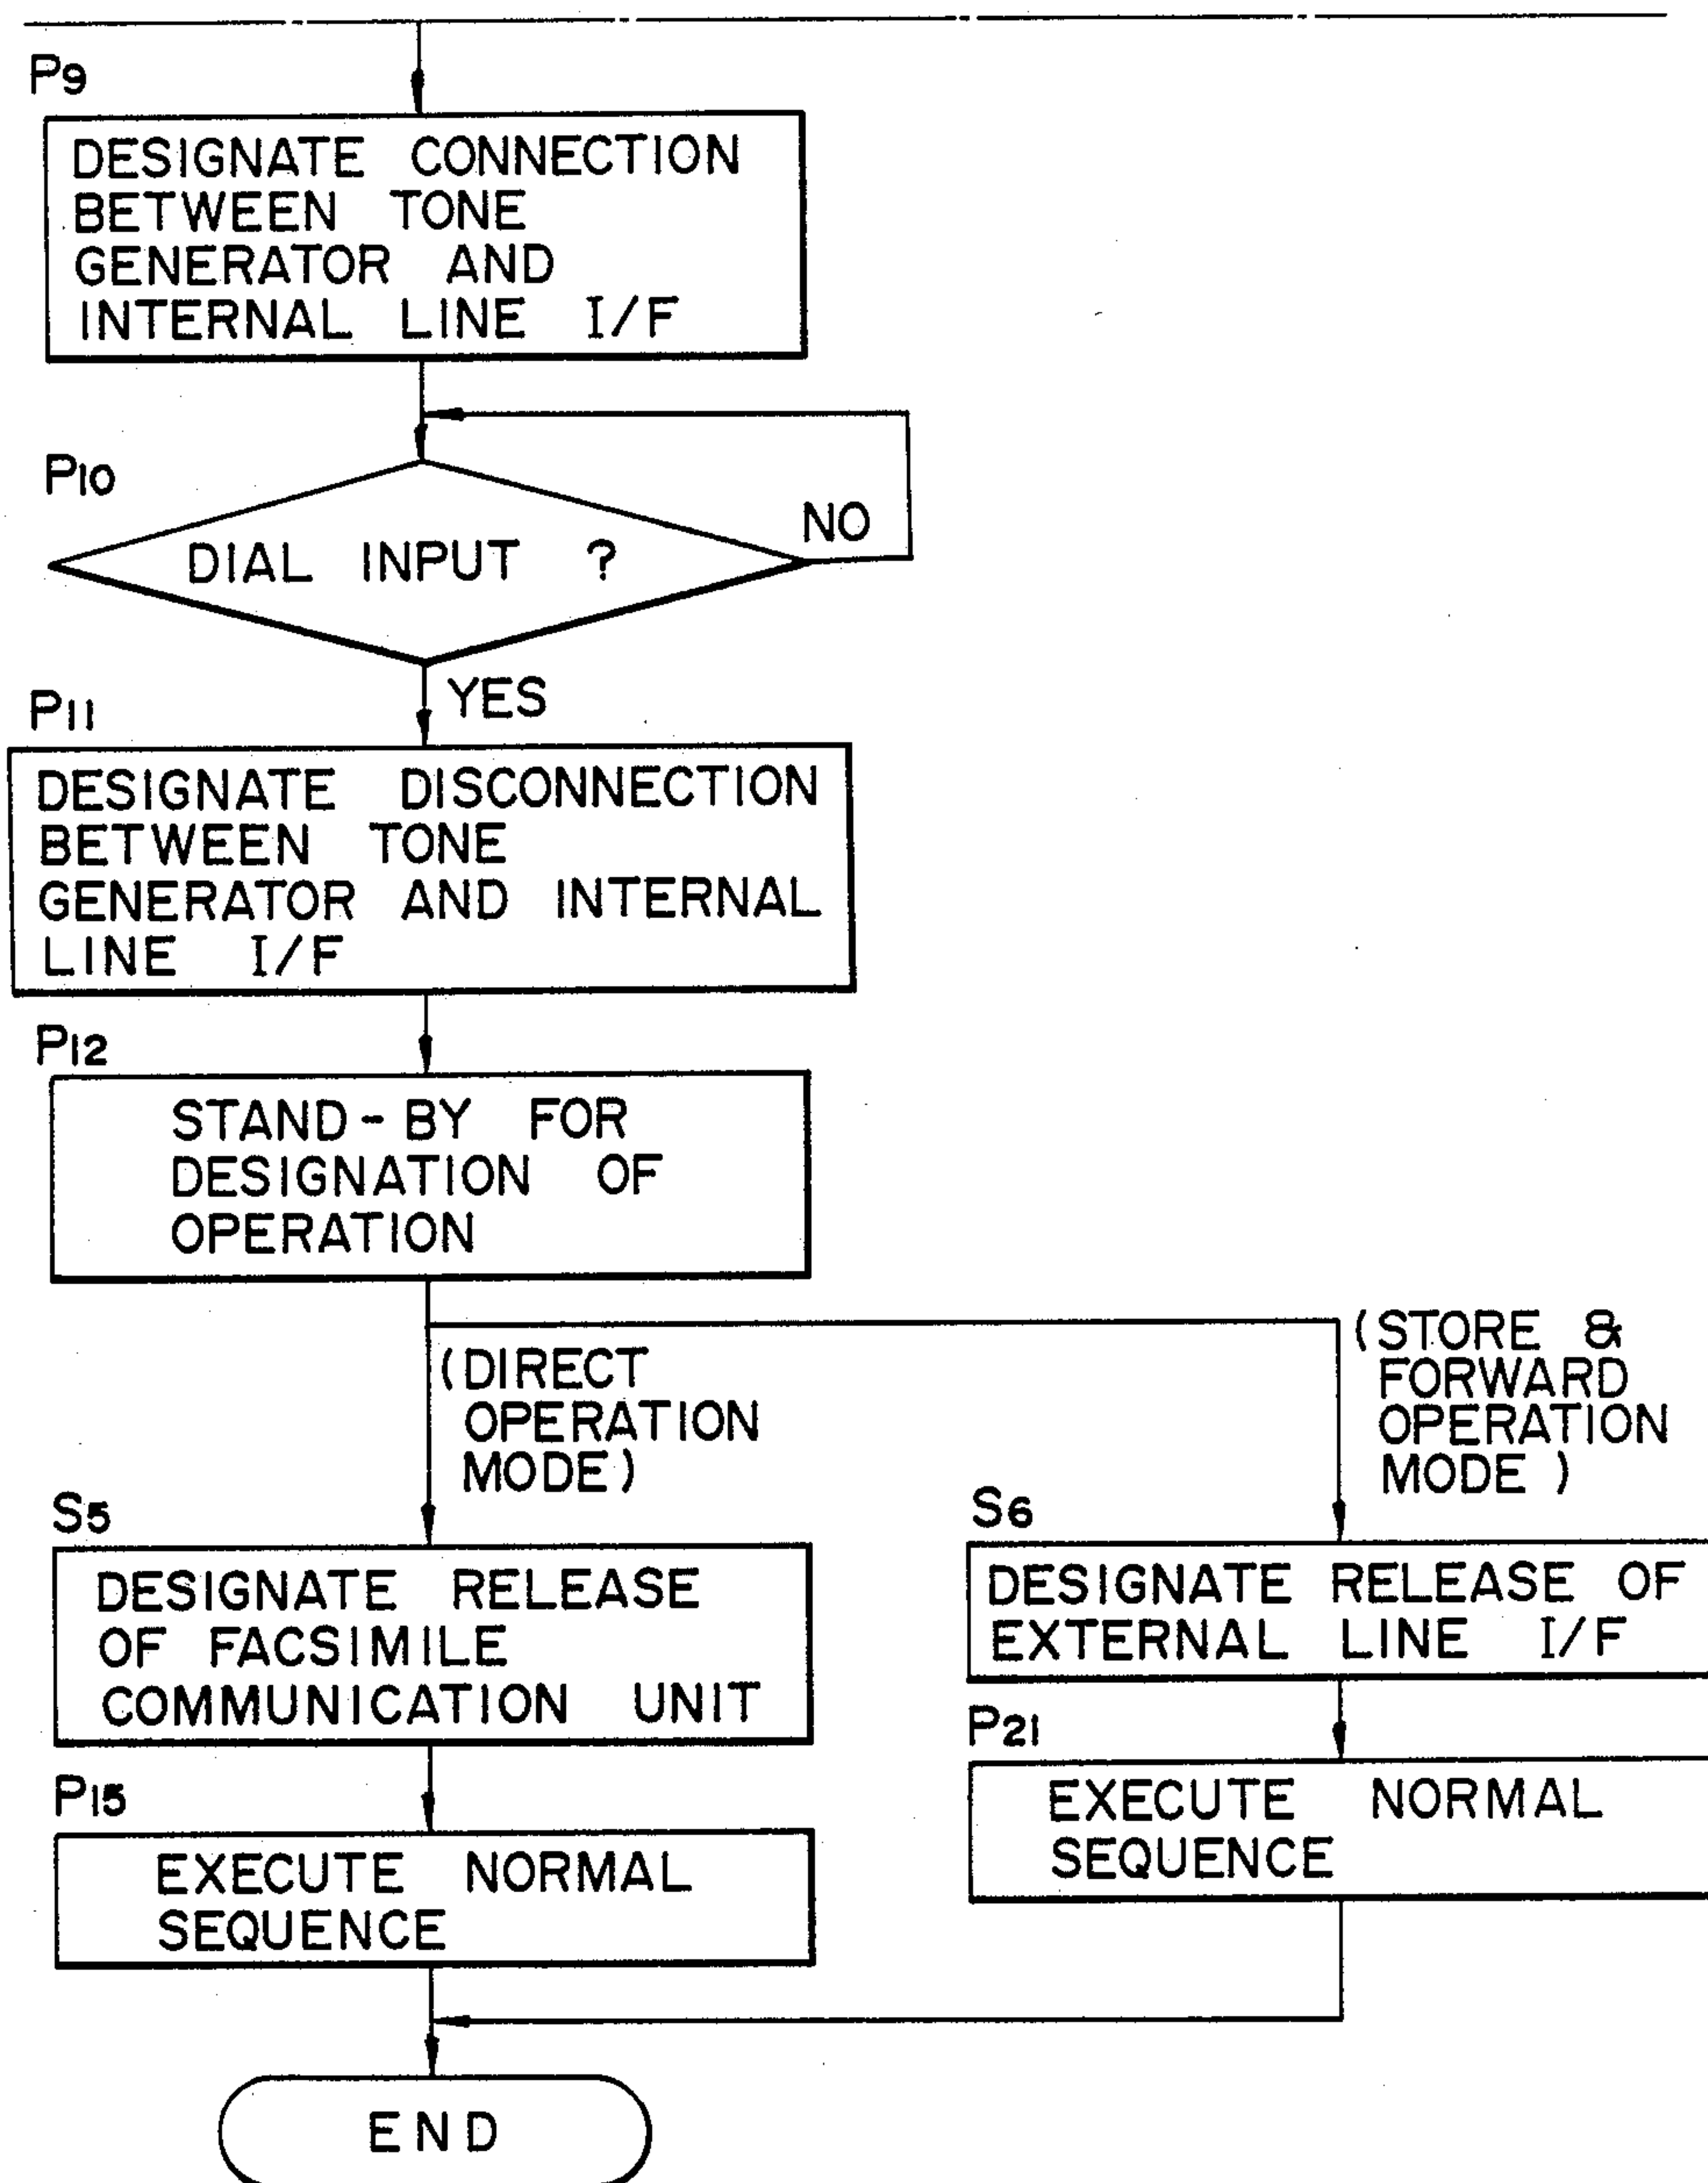 P9
DESIGNATE CONNECTION
BETWEEN TONE
GENERATOR AND
INTERNAL LINE I/F
P10
DIAL INPUT ?
NO
YES
P11
DESIGNATE DISCONNECTION
BETWEEN TONE
GENERATOR AND INTERNAL
LINE I/F
P12
STAND-BY FOR
DESIGNATION OF
OPERATION
(DIRECT
OPERATION
MODE)
(STORE &
FORWARD
OPERATION
MODE)
S5
DESIGNATE RELEASE
OF FACSIMILE
COMMUNICATION UNIT
S6
DESIGNATE RELEASE OF
EXTERNAL LINE I/F
P15
EXECUTE NORMAL
SEQUENCE
P21
EXECUTE NORMAL
SEQUENCE
END